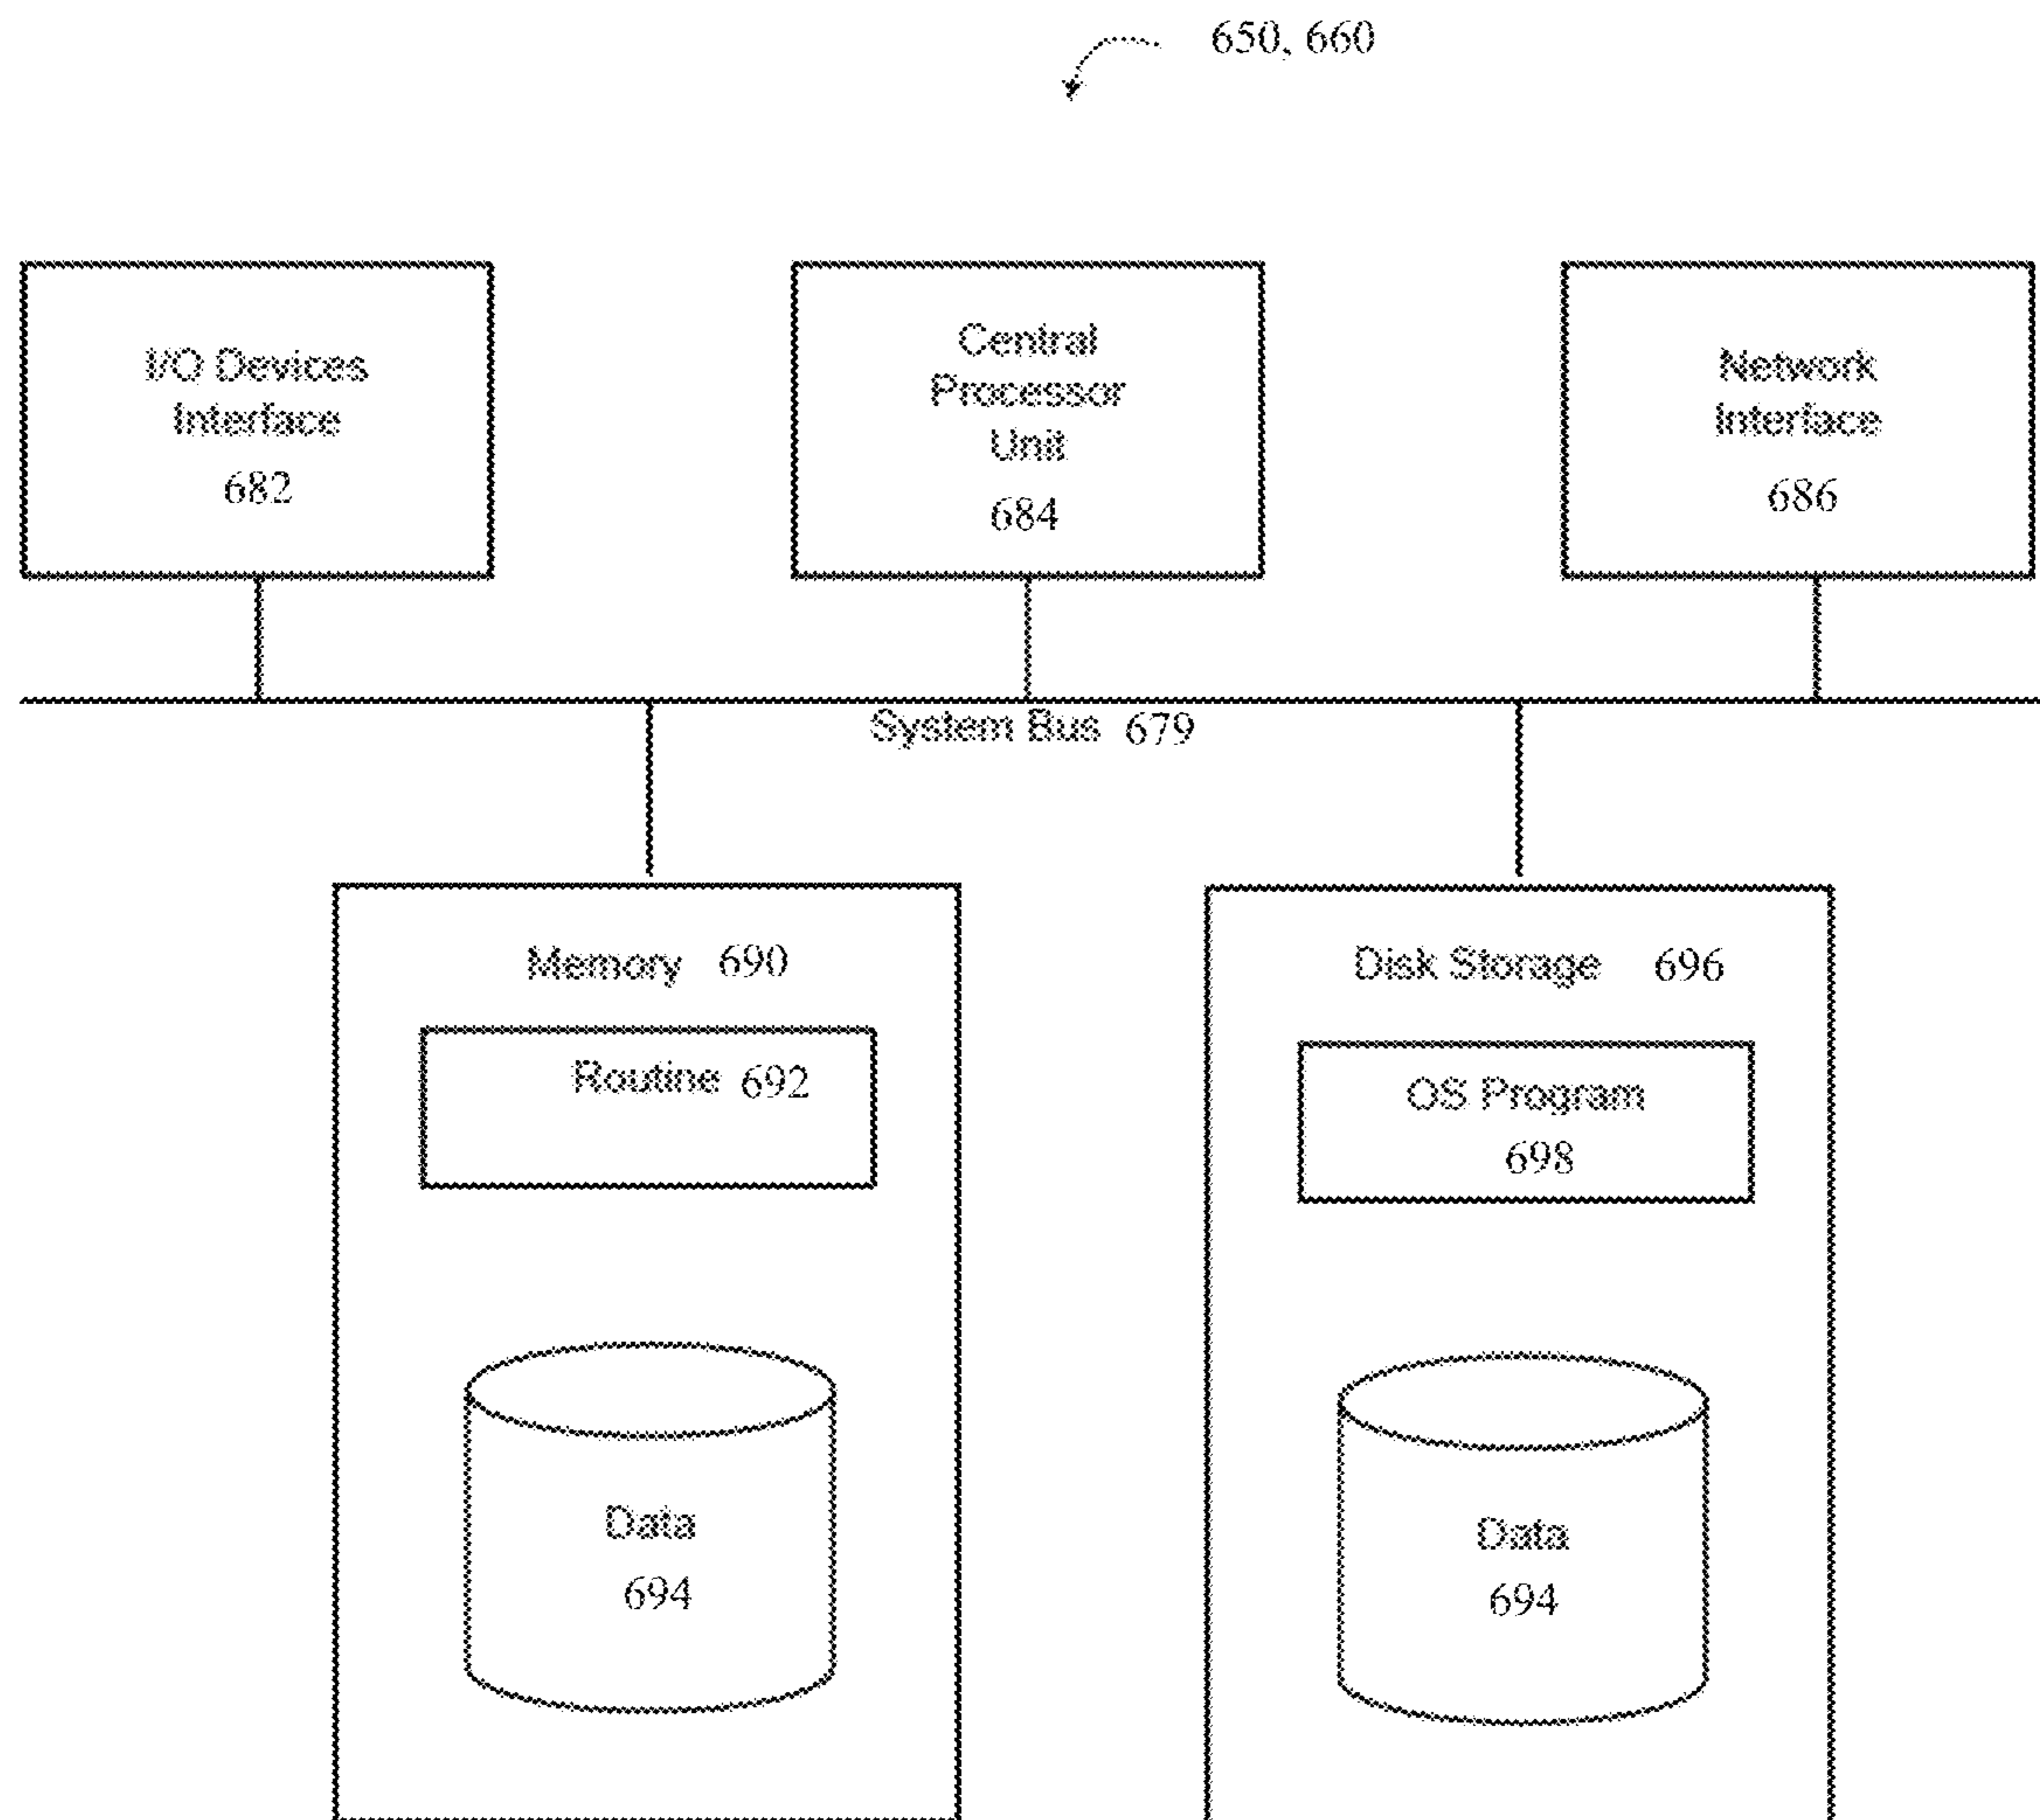 650, 660
I/O Devices
Interface
682
Central
Processor
Unit
684
Network
Interface
686
System Bus 679
Memory 690
Routine 692
Data
694
Disk Storage 696
OS Program
698
Data
694